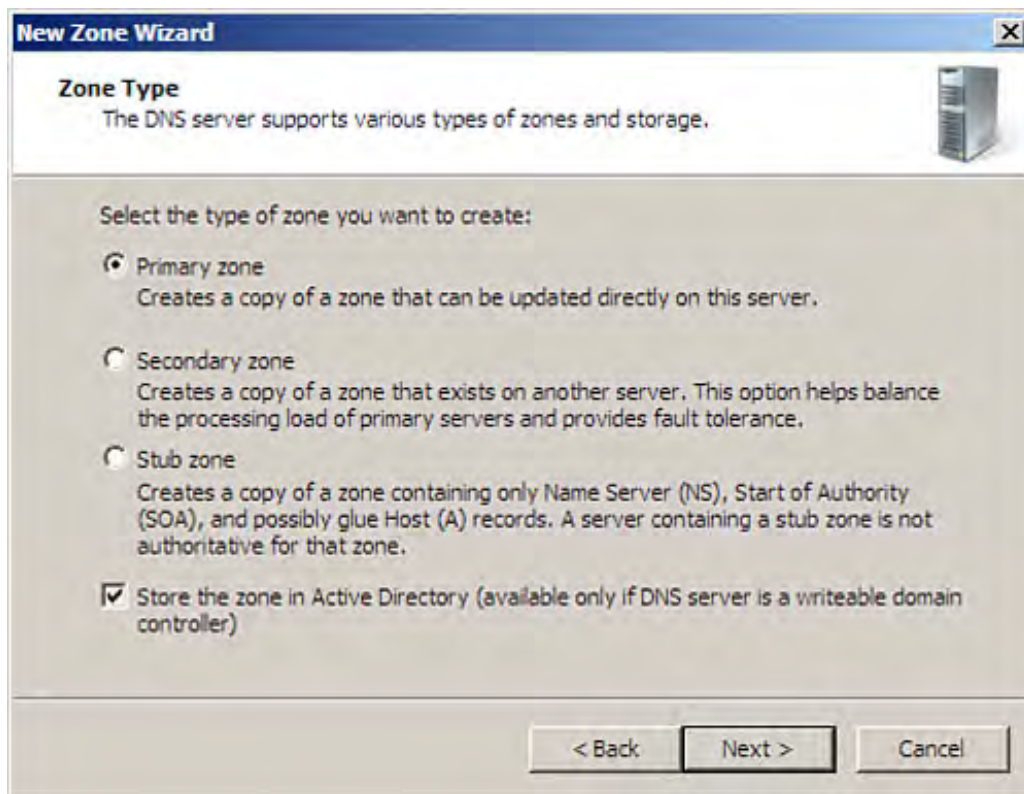 New Zone Wizard
Zone Type
The DNS server supports various types of zones and storage.
Select the type of zone you want to create:
Primary zone
Creates a copy of a zone that can be updated directly on this server.
Secondary zone
Creates a copy of a zone that exists on another server. This option helps balance
the processing load of primary servers and provides fault tolerance.
Stub zone
Creates a copy of a zone containing only Name Server (NS), Start of Authority
(SOA), and possibly glue Host (A) records. A server containing a stub zone is not
authoritative for that zone.
Store the zone in Active Directory (available only if DNS server is a writeable domain
controller)
< Back Next > Cancel